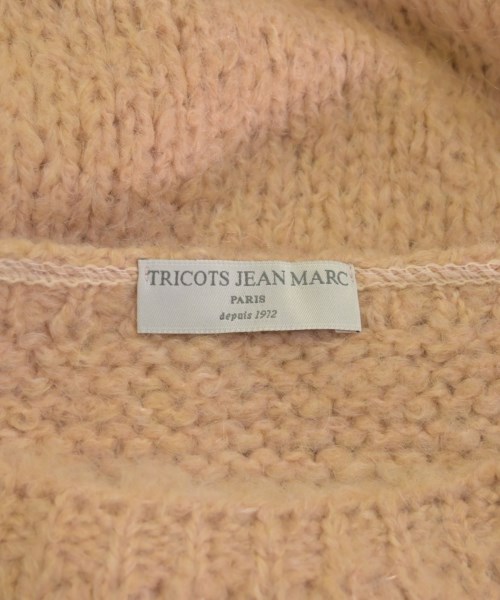 TRICOTS JEAN MARC
PARIS
depuis 1972